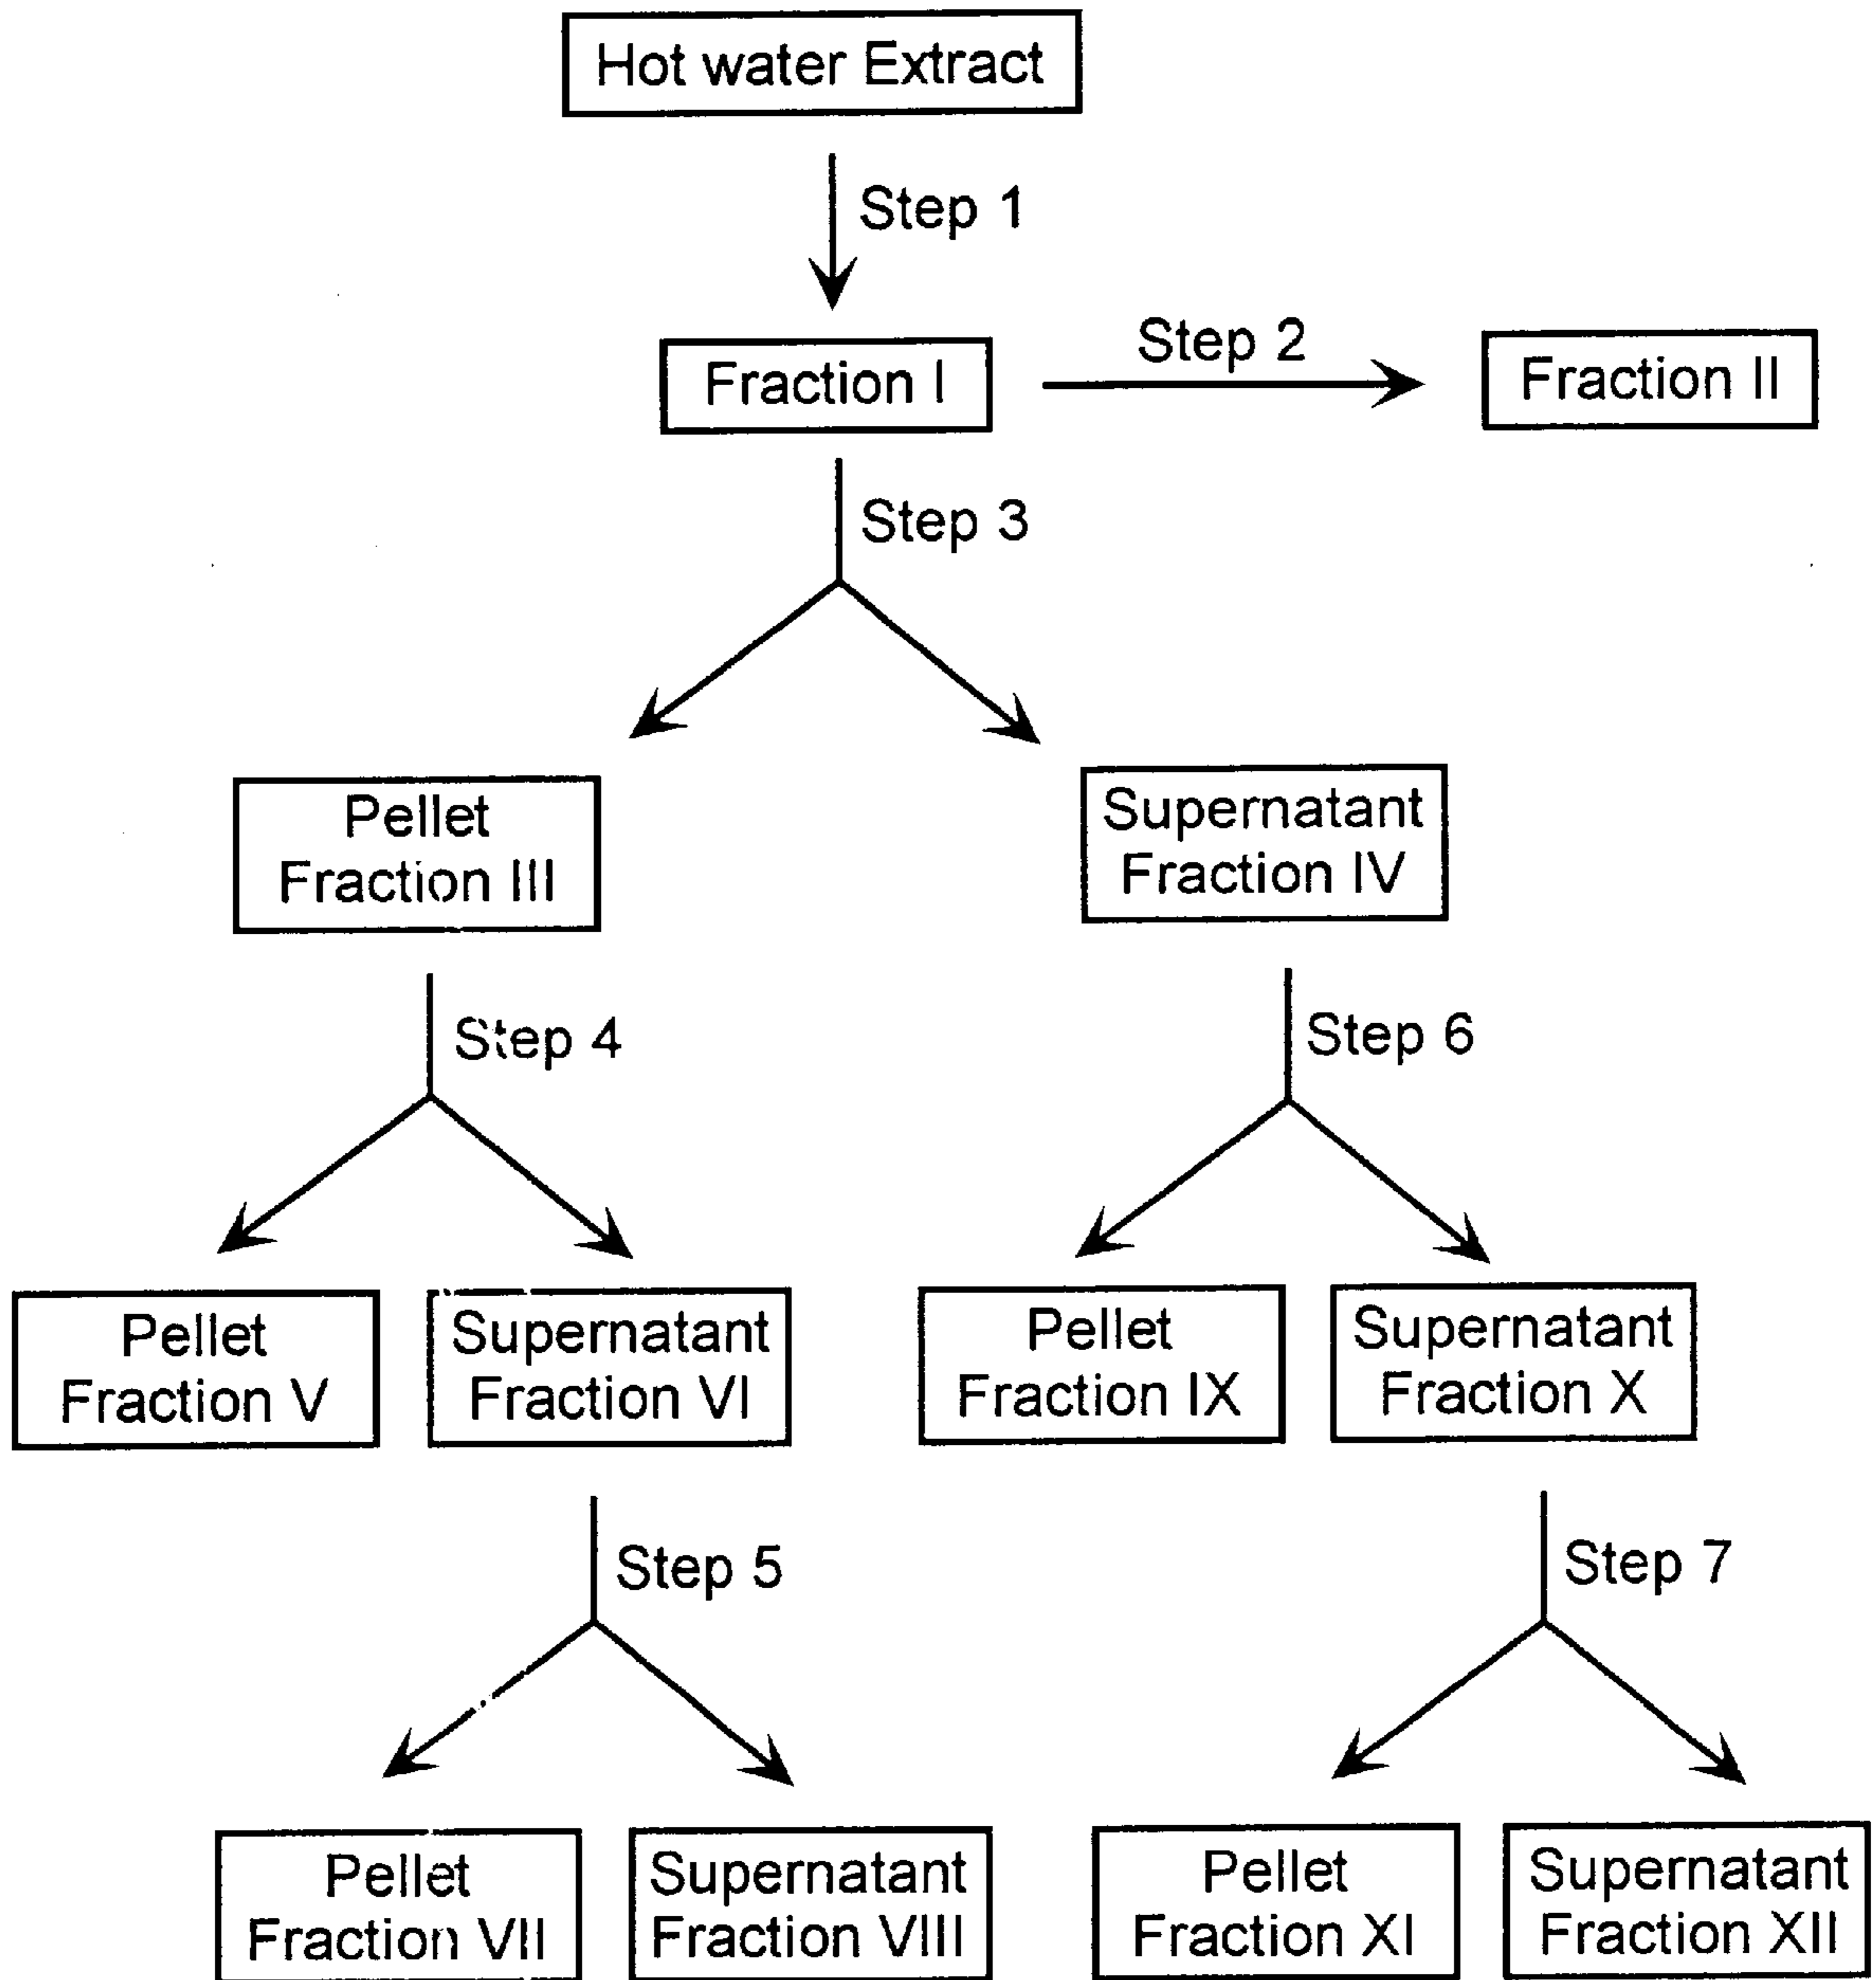 Hot water Extract
Step 1
Fraction I
Step 2
Fraction II
Step 3
Pellet
Fraction III
Supernatant
Fraction IV
Step 4
Step 6
Pellet
Fraction V
Supernatant
Fraction VI
Pellet
Fraction IX
Supernatant
Fraction X
Step 5
Step 7
Pellet
Fraction VII
Supernatant
Fraction VIII
Pellet
Fraction XI
Supernatant
Fraction XII